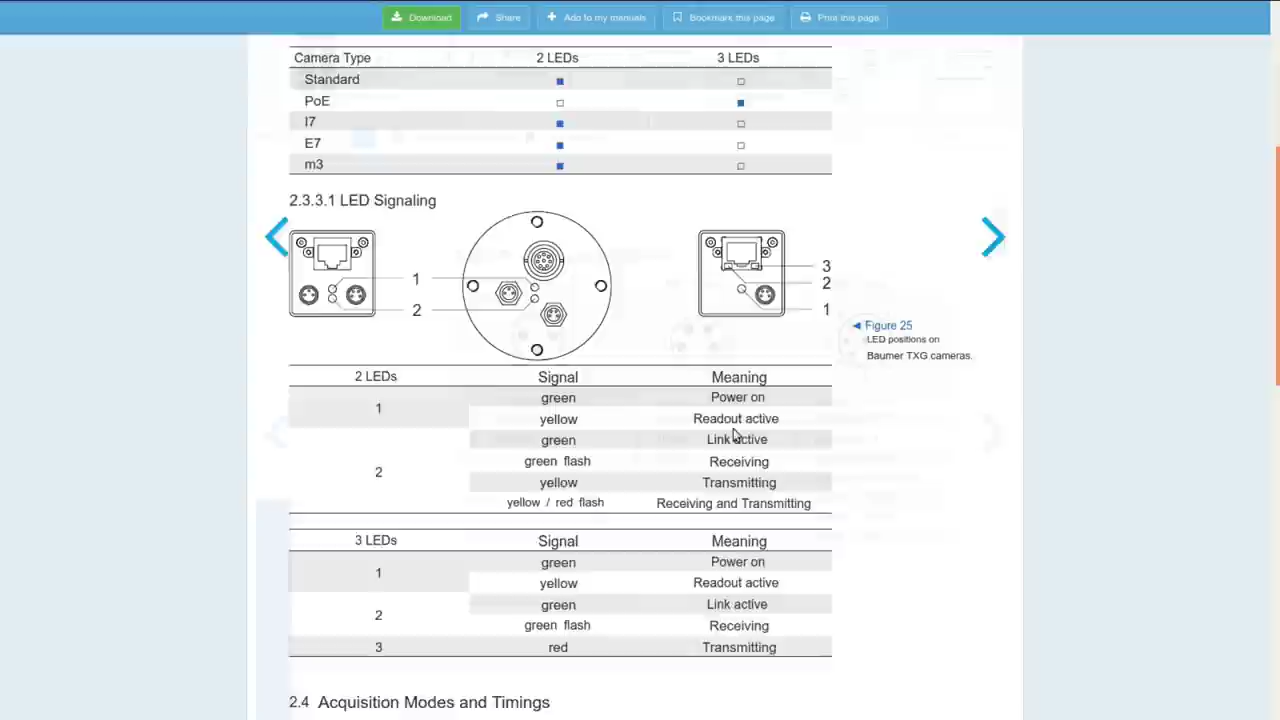 Download Share Add to my manuals Bookmark this page Print this page
Camera Type 2 LEDs 3 LEDs
Standard
PoE
I7
E7
m3
2.3.3.1 LED Signaling
1
2
3
2
1
◄ Figure 25
LED positions on
Baumer TXG cameras.
2 LEDs Signal Meaning
1 green Power on
yellow Readout active
2 green Link active
green flash Receiving
yellow Transmitting
yellow / red flash Receiving and Transmitting
3 LEDs Signal Meaning
1 green Power on
yellow Readout active
2 green Link active
green flash Receiving
3 red Transmitting
2.4 Acquisition Modes and Timings